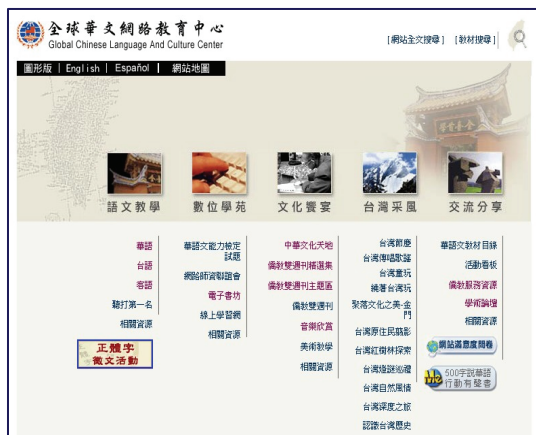 全球華文網路教育中心
Global Chinese Language And Culture Center
[網站全文搜尋] [教材搜尋]
圖形版 | English | Español | 網站地圖
語文教學
數位學苑
文化饗宴
台灣采風
交流分享
華語
台語
客語
聽打第一名
相關資源
正體字
徵文活動
華語文能力檢定
試題
網路師資聯誼會
電子書坊
線上學習網
相關資源
中華文化天地
僑教雙週刊精選集
僑教雙週刊主題區
僑教雙週刊
音樂欣賞
美術教學
相關資源
台灣節慶
台灣傳唱歌謠
台灣童玩
繞著台灣玩
聚落文化之美-金
門
台灣原住民翦影
台灣紅樹林探索
台灣燈謎巡禮
台灣自然風情
台灣深度之旅
認識台灣歷史
華語文教材目錄
活動看板
僑教服務資源
學術論壇
相關資源
網站滿意度問卷
500字說華語
行動有聲書